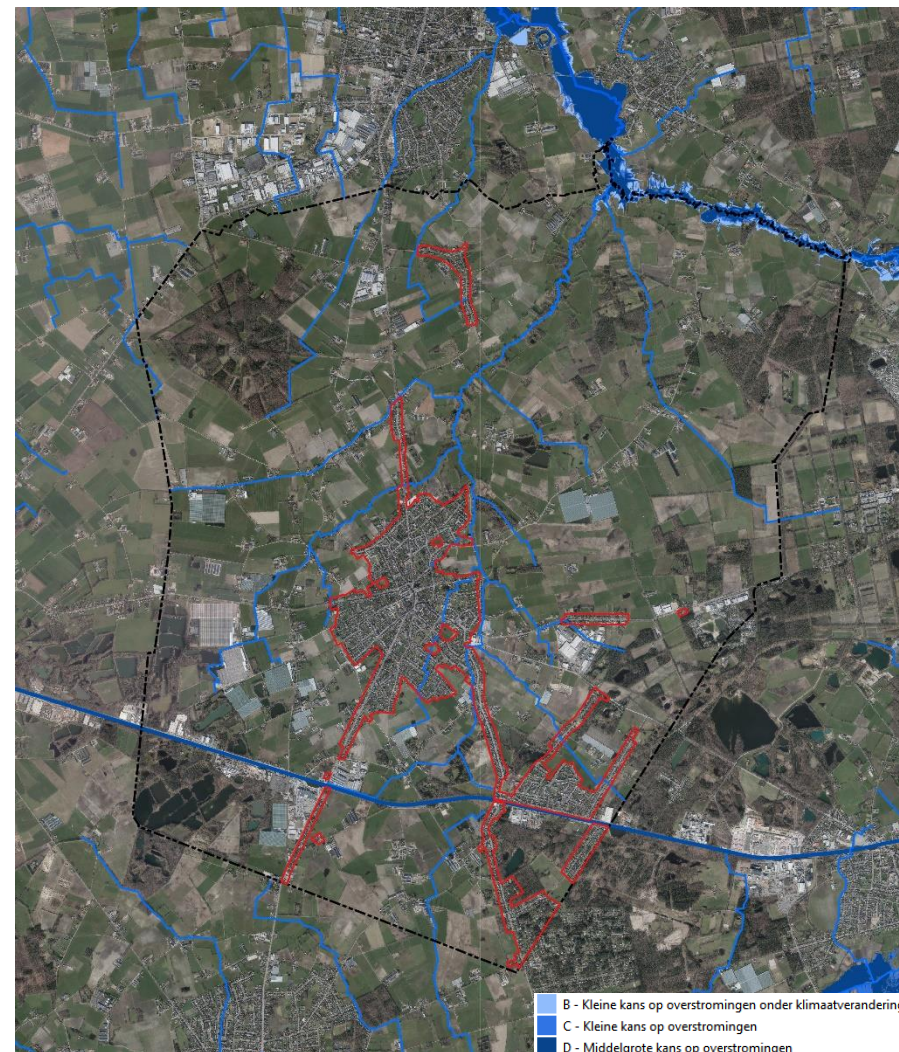 B - Kleine kans op overstromingen onder klimaatverandering
C - Kleine kans op overstromingen
D - Middelgrote kans op overstromingen